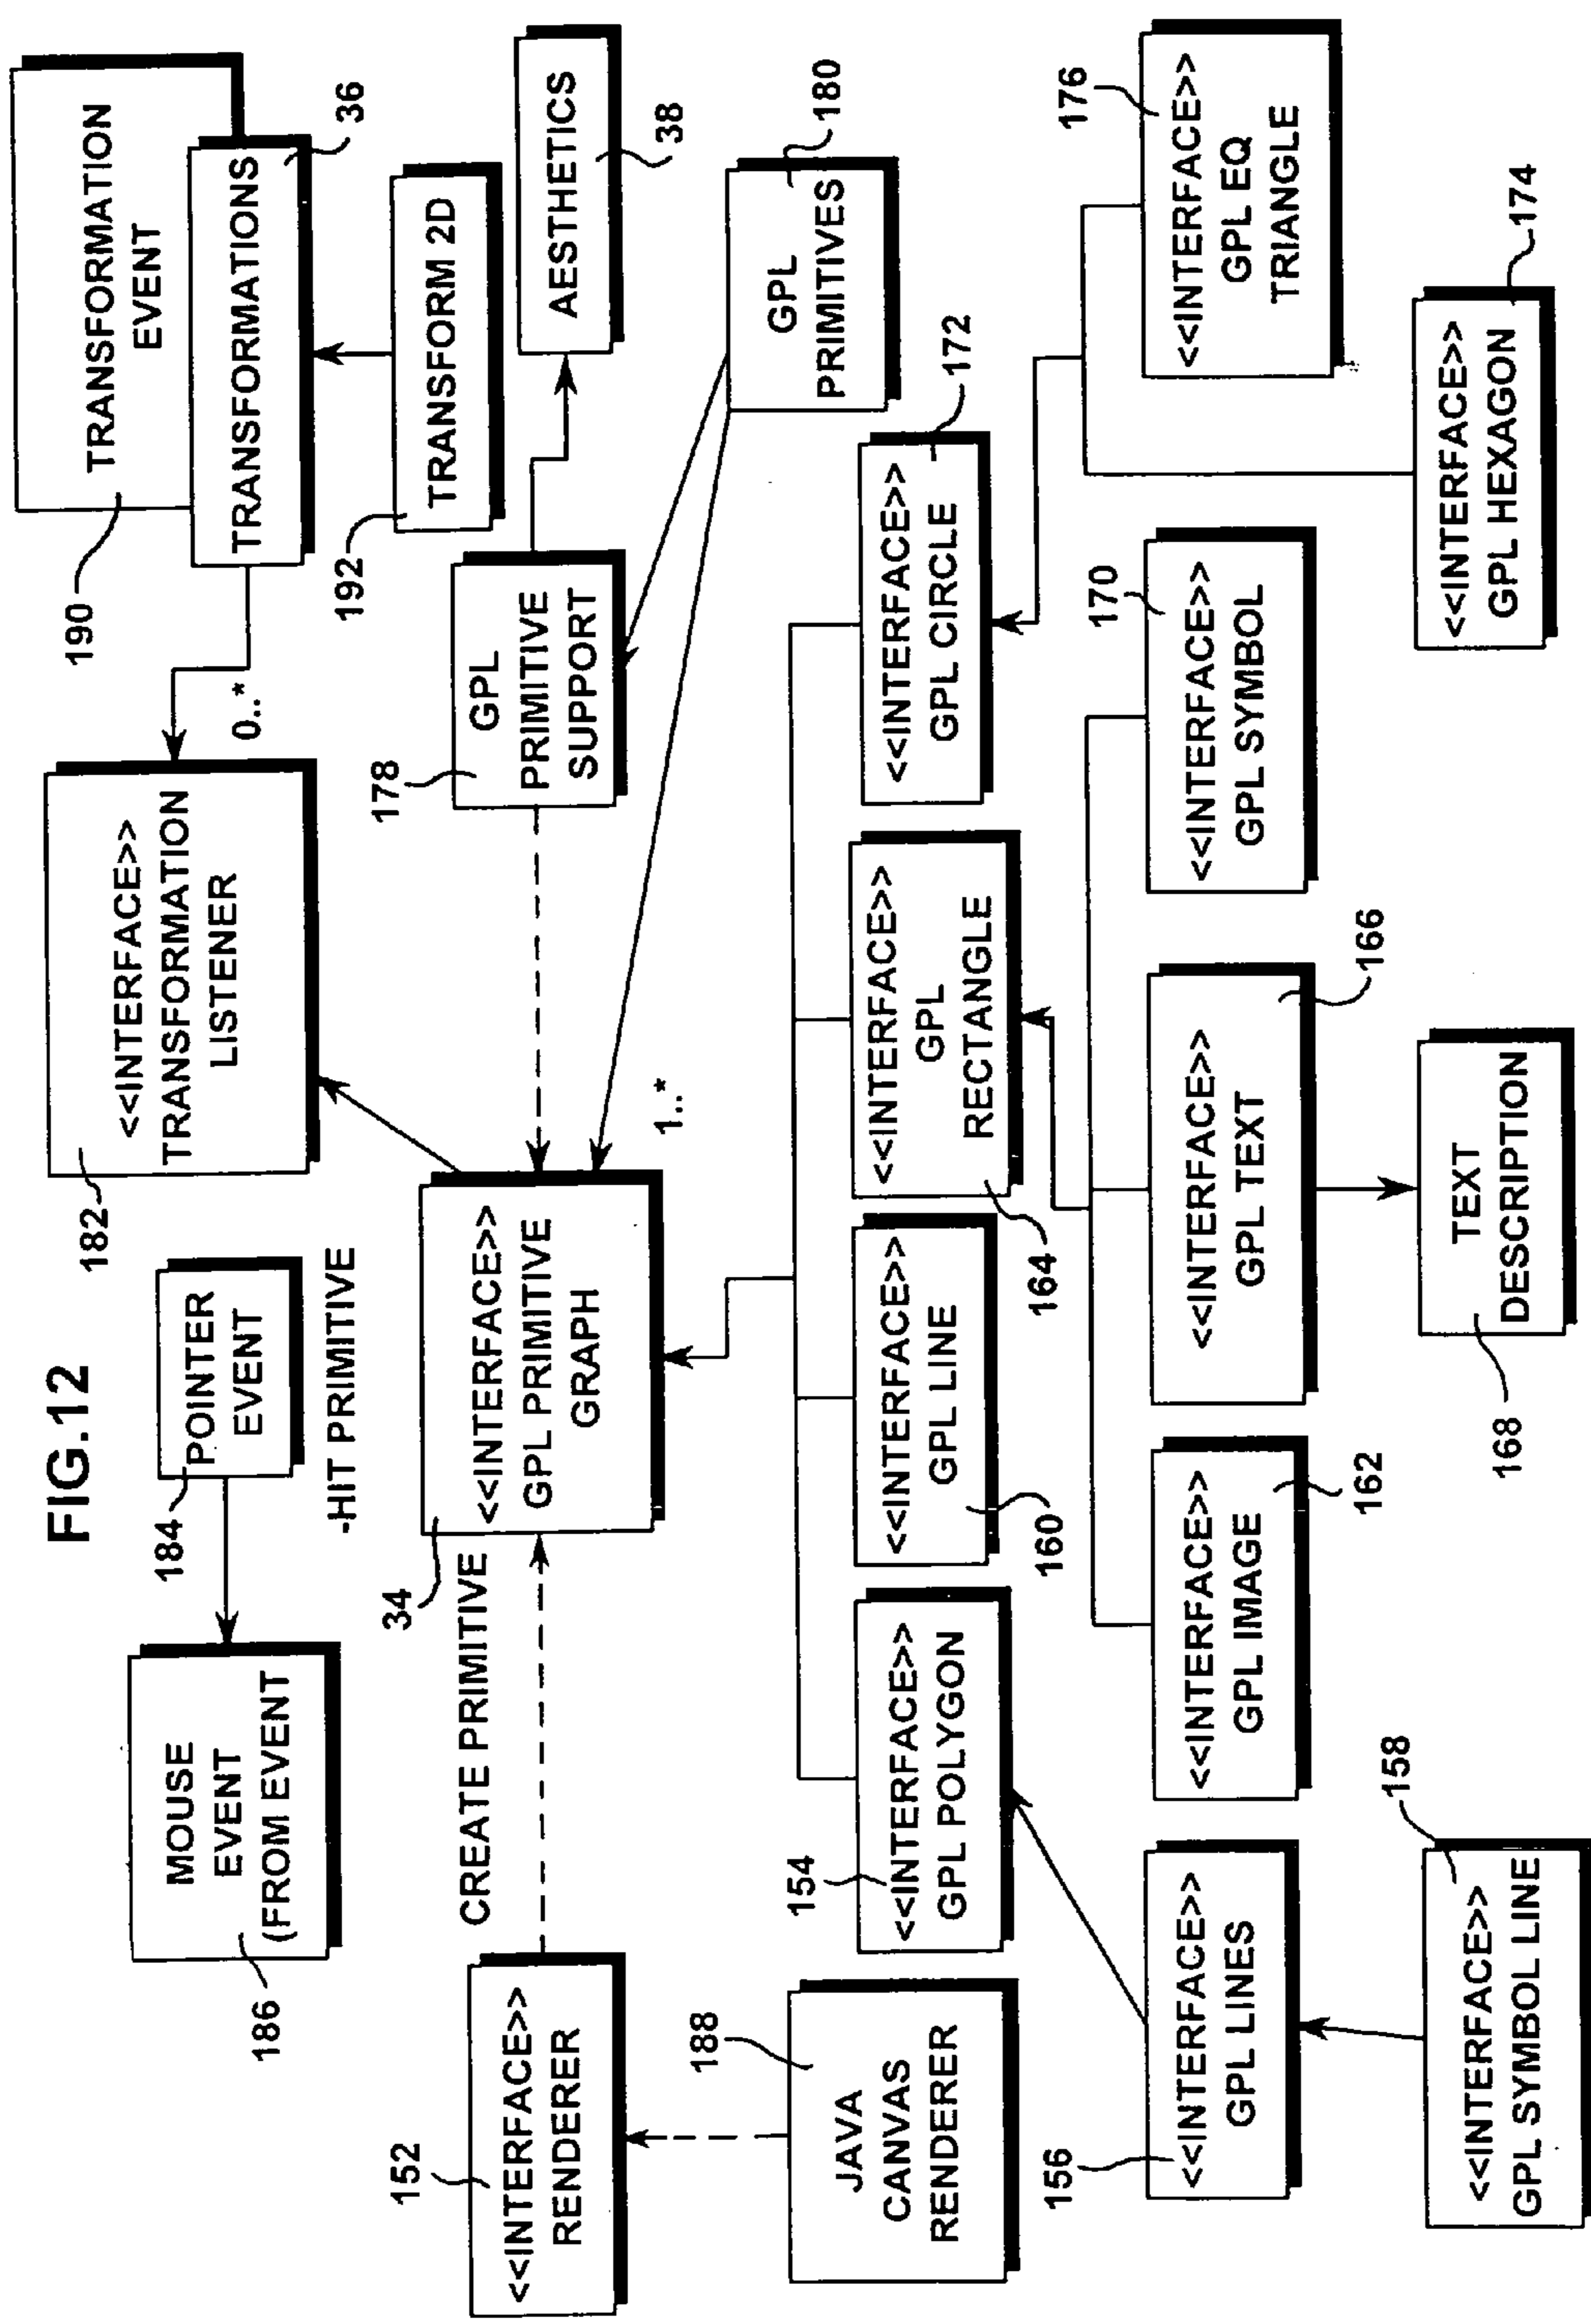 FIG.12
186
MOUSE
EVENT
(FROM EVENT)
184
POINTER
EVENT
-HIT PRIMITIVE
182
<<INTERFACE>>
TRANSFORMATION
LISTENER
0..*
190
TRANSFORMATION
EVENT
TRANSFORMATIONS
36
192
TRANSFORM 2D
152
<<INTERFACE>>
RENDERER
CREATE PRIMITIVE
34
<<INTERFACE>>
GPL PRIMITIVE
GRAPH
1..*
178
GPL
PRIMITIVE
SUPPORT
AESTHETICS
38
188
JAVA
CANVAS
RENDERER
154
<<INTERFACE>>
GPL POLYGON
<<INTERFACE>>
GPL LINE
160
<<INTERFACE>>
GPL
RECTANGLE
164
<<INTERFACE>>
GPL CIRCLE
172
GPL
PRIMITIVES
180
156
<<INTERFACE>>
GPL LINES
<<INTERFACE>>
GPL IMAGE
162
<<INTERFACE>>
GPL TEXT
166
170
<<INTERFACE>>
GPL SYMBOL
176
<<INTERFACE>>
GPL EQ
TRIANGLE
158
<<INTERFACE>>
GPL SYMBOL LINE
168
TEXT
DESCRIPTION
<<INTERFACE>>
GPL HEXAGON
174